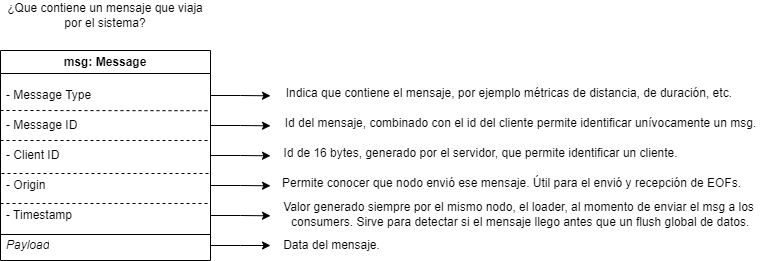 ¿Que contiene un mensaje que viaja
por el sistema?
msg: Message
- Message Type
Indica que contiene el mensaje, por ejemplo métricas de distancia, de duración, etc.
- Message ID
Id del mensaje, combinado con el id del cliente permite identificar unívocamente un msg.
- Client ID
Id de 16 bytes, generado por el servidor, que permite identificar un cliente.
- Origin
Permite conocer que nodo envió ese mensaje. Útil para el envió y recepción de EOFs.
- Timestamp
Valor generado siempre por el mismo nodo, el loader, al momento de enviar el msg a los
consumers. Sirve para detectar si el mensaje llego antes que un flush global de datos.
Payload
Data del mensaje.